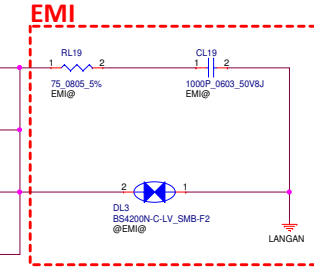 EMI
RL19
CL19
1
2
1
2
75_0805_5%
1000P_0603_50V8J
EMI@
EMI@
2
1
DL3
BS4200N-C-LV_SMB-F2
@EMI@
LANGAN